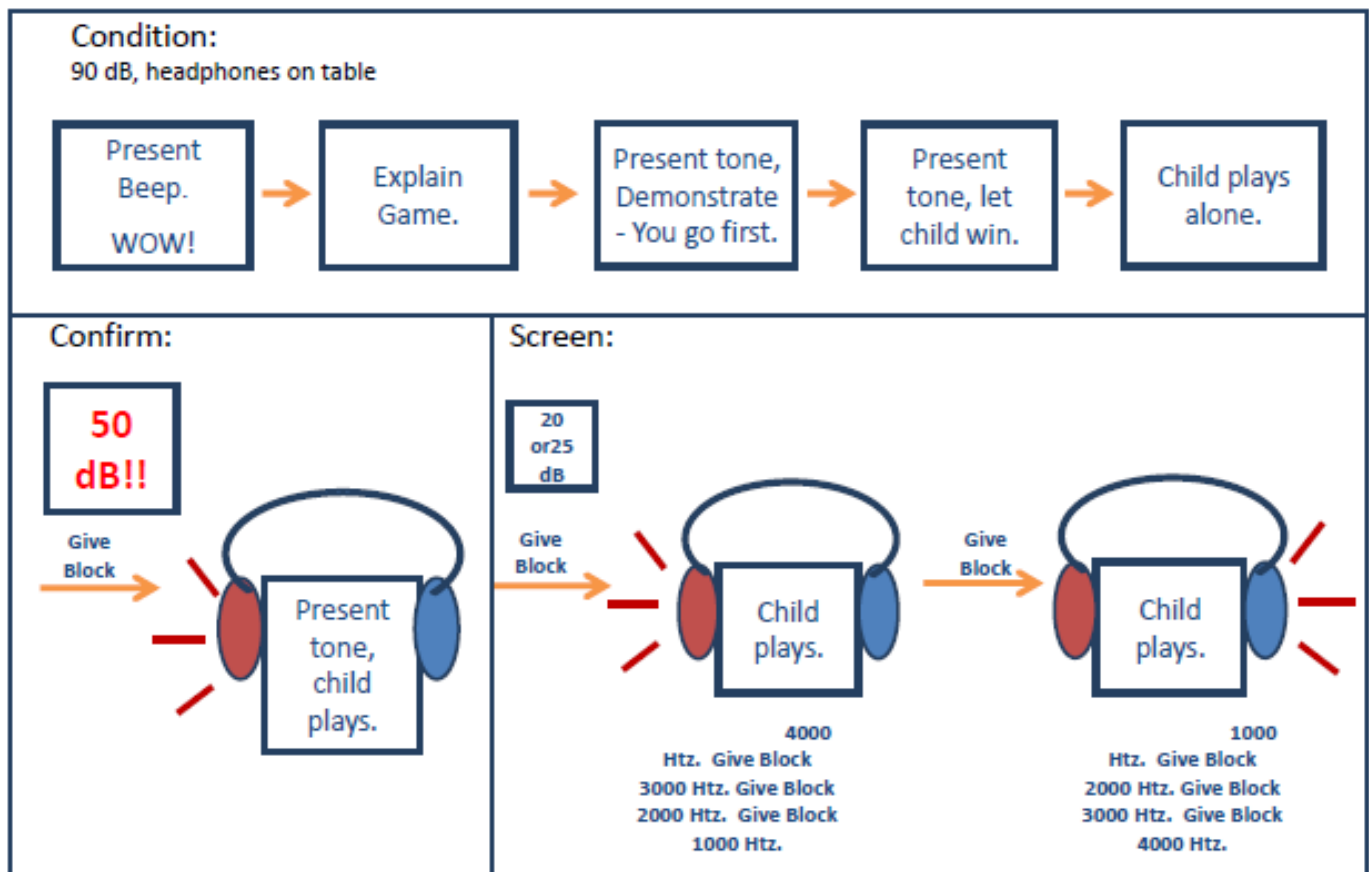 Condition:
90 dB, headphones on table
Present
Beep.
WOW!
Explain
Game.
Present tone,
Demonstrate
- You go first.
Present
tone, let
child win.
Child plays
alone.
Confirm:
50
dB!!
Give
Block
Present
tone,
child
plays.
Screen:
20
or25
dB
Give
Block
Child
plays.
4000
Htz. Give Block
3000 Htz. Give Block
2000 Htz. Give Block
1000 Htz.
Give
Block
Child
plays.
1000
Htz. Give Block
2000 Htz. Give Block
3000 Htz. Give Block
4000 Htz.